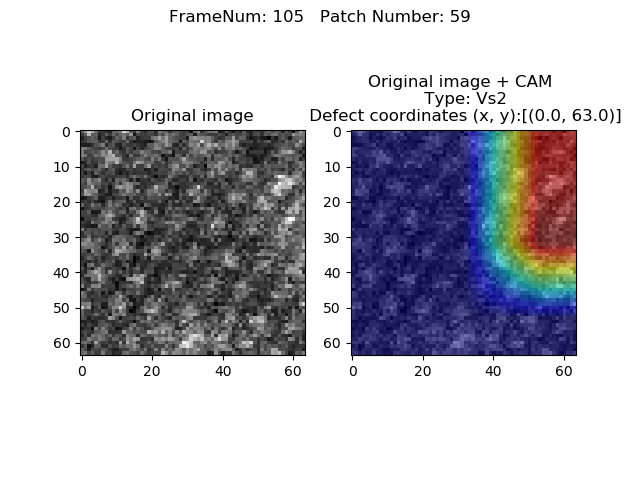 FrameNum: 105   Patch Number: 59
Original image
Original image + CAM
Type: Vs2
Defect coordinates (x, y):[(0.0, 63.0)]
0
10
20
30
40
50
60
0 20 40 60
0
10
20
30
40
50
60
0 20 40 60